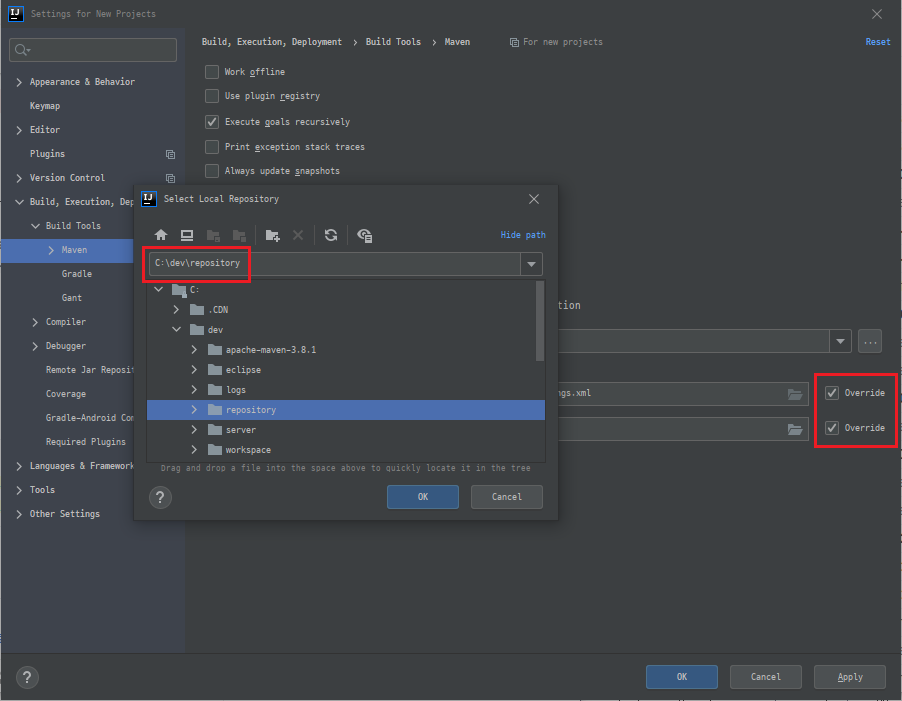 Settings for New Projects
Build, Execution, Deployment > Build Tools > Maven For new projects Reset
Appearance & Behavior
Keymap
Editor
Plugins
Version Control
Build, Execution, Dep
Build Tools
Maven
Gradle
Gant
Compiler
Debugger
Remote Jar Reposit
Coverage
Gradle-Android Com
Required Plugins
Languages & Framework
Tools
Other Settings
Work offline
Use plugin registry
Execute goals recursively
Print exception stack traces
Always update snapshots
Select Local Repository
Hide path
C:\dev\repository
C:
.CDN
dev
apache-maven-3.8.1
eclipse
logs
repository
server
workspace
Drag and drop a file into the space above to quickly locate it in the tree
? OK Cancel
tion
...
ngs.xml Override
Override
? OK Cancel Apply